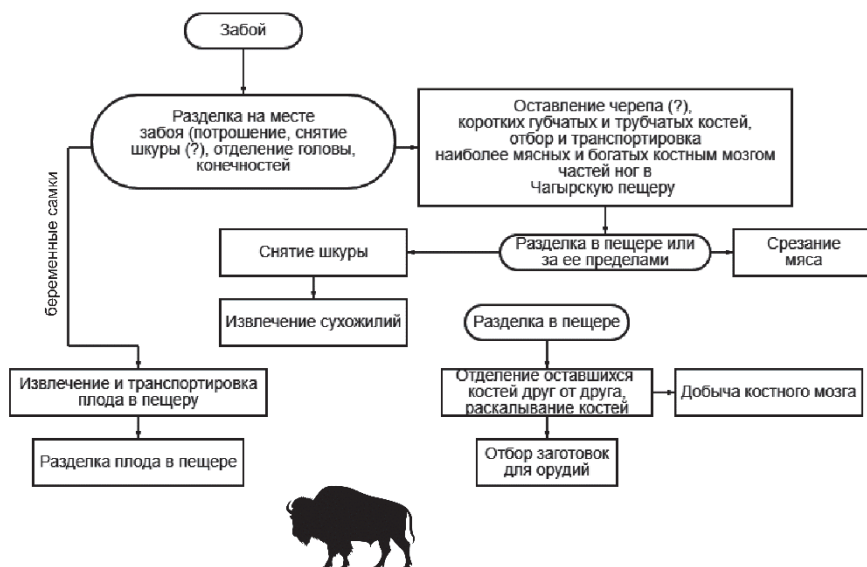 Забой
Разделка на месте
забоя (потрошение, снятие
шкуры (?), отделение головы,
конечностей
Оставление черепа (?),
коротких губчатых и трубчатых костей,
отбор и транспортировка
наиболее мясных и богатых костным мозгом
частей ног в
Чагырскую пещеру
беременные самки
Снятие шкуры
Разделка в пещере или
за ее пределами
Срезание
мяса
Извлечение сухожилий
Разделка в пещере
Извлечение и транспортировка
плода в пещеру
Отделение оставшихся
костей друг от друга,
раскалывание костей
Добыча костного мозга
Разделка плода в пещере
Отбор заготовок
для орудий